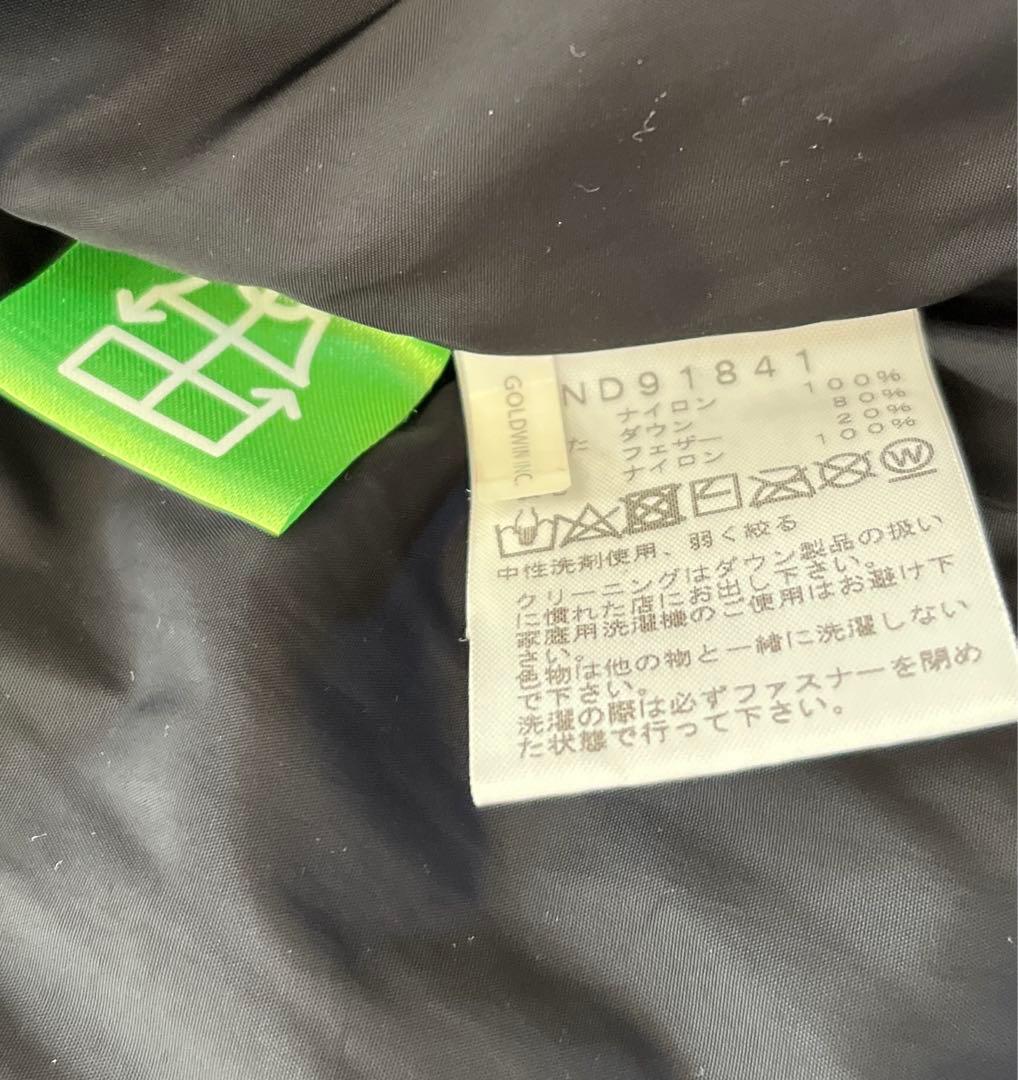 GOLDWIN INC.
ND91841
ナイロン 100%
ダウン 80%
た フェザー 20%
ナイロン 100%
W
中性洗剤使用、弱く絞る
クリーニングはダウン製品の扱い
に慣れた店にお出し下さい。
家庭用洗濯機のご使用はお避け下
さい。
色物は他の物と一緒に洗濯しない
で下さい。
洗濯の際は必ずファスナーを閉め
た状態で行って下さい。